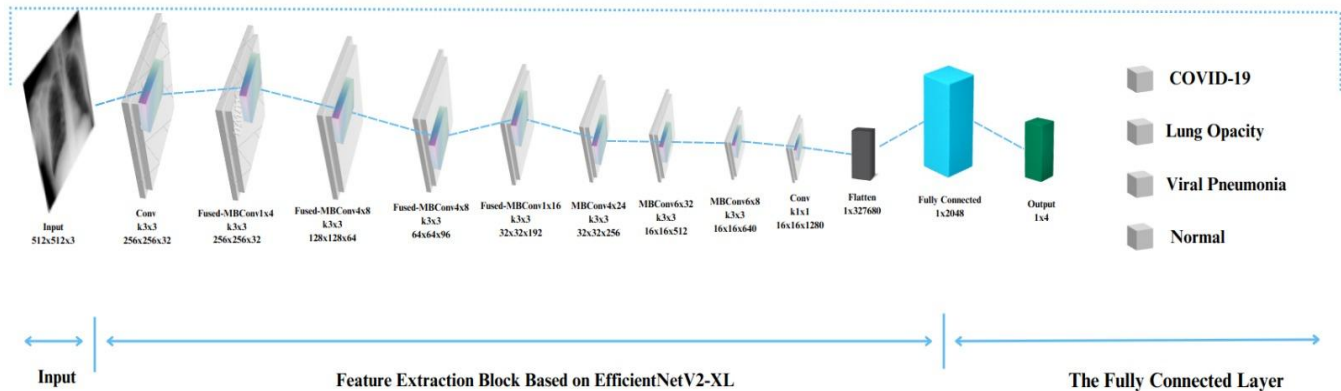 Input
512x512x3
Conv
k3x3
256x256x32
Fused-MBConv1x4
k3x3
256x256x32
Fused-MBConv4x8
k3x3
128x128x64
Fused-MBConv4x8
k3x3
64x64x96
Fused-MBConv1x16
k3x3
32x32x192
MBConv4x24
k3x3
32x32x256
MBConv6x32
k3x3
16x16x512
MBConv6x8
k3x3
16x16x640
Conv
k1x1
16x16x1280
Flatten
1x327680
Fully Connected
1x2048
Output
1x4
COVID-19
Lung Opacity
Viral Pneumonia
Normal
Input
Feature Extraction Block Based on EfficientNetV2-XL
The Fully Connected Layer